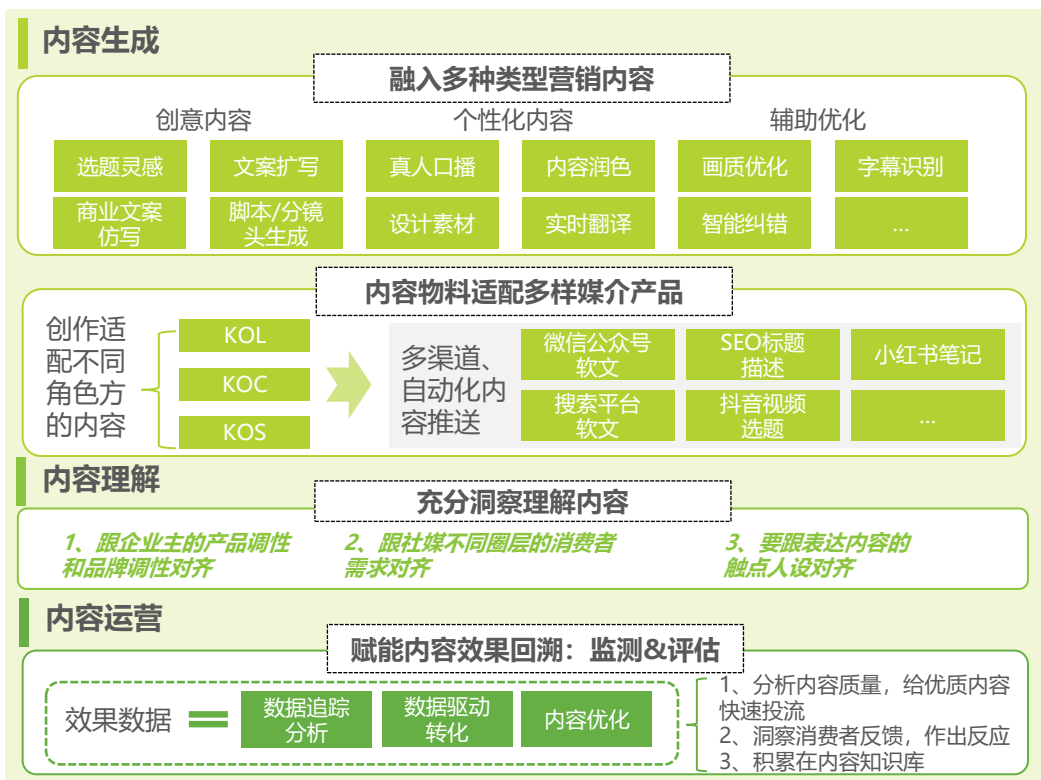 内容生成
融入多种类型营销内容
创意内容
个性化内容
辅助优化
选题灵感
文案扩写
真人口播
内容润色
画质优化
字幕识别
商业文案
仿写
脚本/分镜
头生成
设计素材
实时翻译
智能纠错
...
内容物料适配多样媒介产品
创作适
配不同
角色方
的内容
KOL
KOC
KOS
多渠道、
自动化内
容推送
微信公众号
软文
SEO标题
描述
小红书笔记
搜索平台
软文
抖音视频
选题
...
内容理解
充分洞察理解内容
1、跟企业主的产品调性
和品牌调性对齐
2、跟社媒不同圈层的消费者
需求对齐
3、要跟表达内容的
触点人设对齐
内容运营
赋能内容效果回溯：监测&评估
效果数据
数据追踪
分析
数据驱动
转化
内容优化
1、分析内容质量，给优质内容
快速投流
2、洞察消费者反馈，作出反应
3、积累在内容知识库